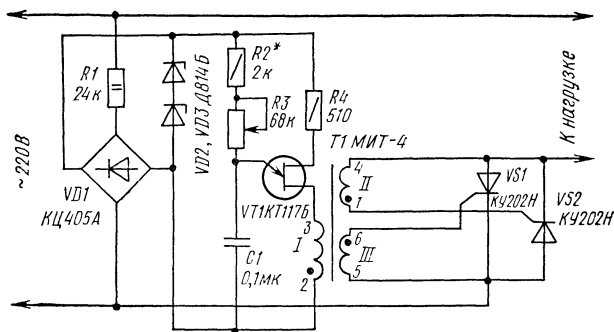 ~220В
R1
24к
VD1
КЦ405А
VD2, VD3 Д814Б
R2*
2к
R3
68к
R4
510
VT1 КТ117Б
C1
0,1мк
T1 МИТ-4
I
3
2
4
II
1
6
III
5
VS1
КУ202Н
VS2
КУ202Н
К нагрузке